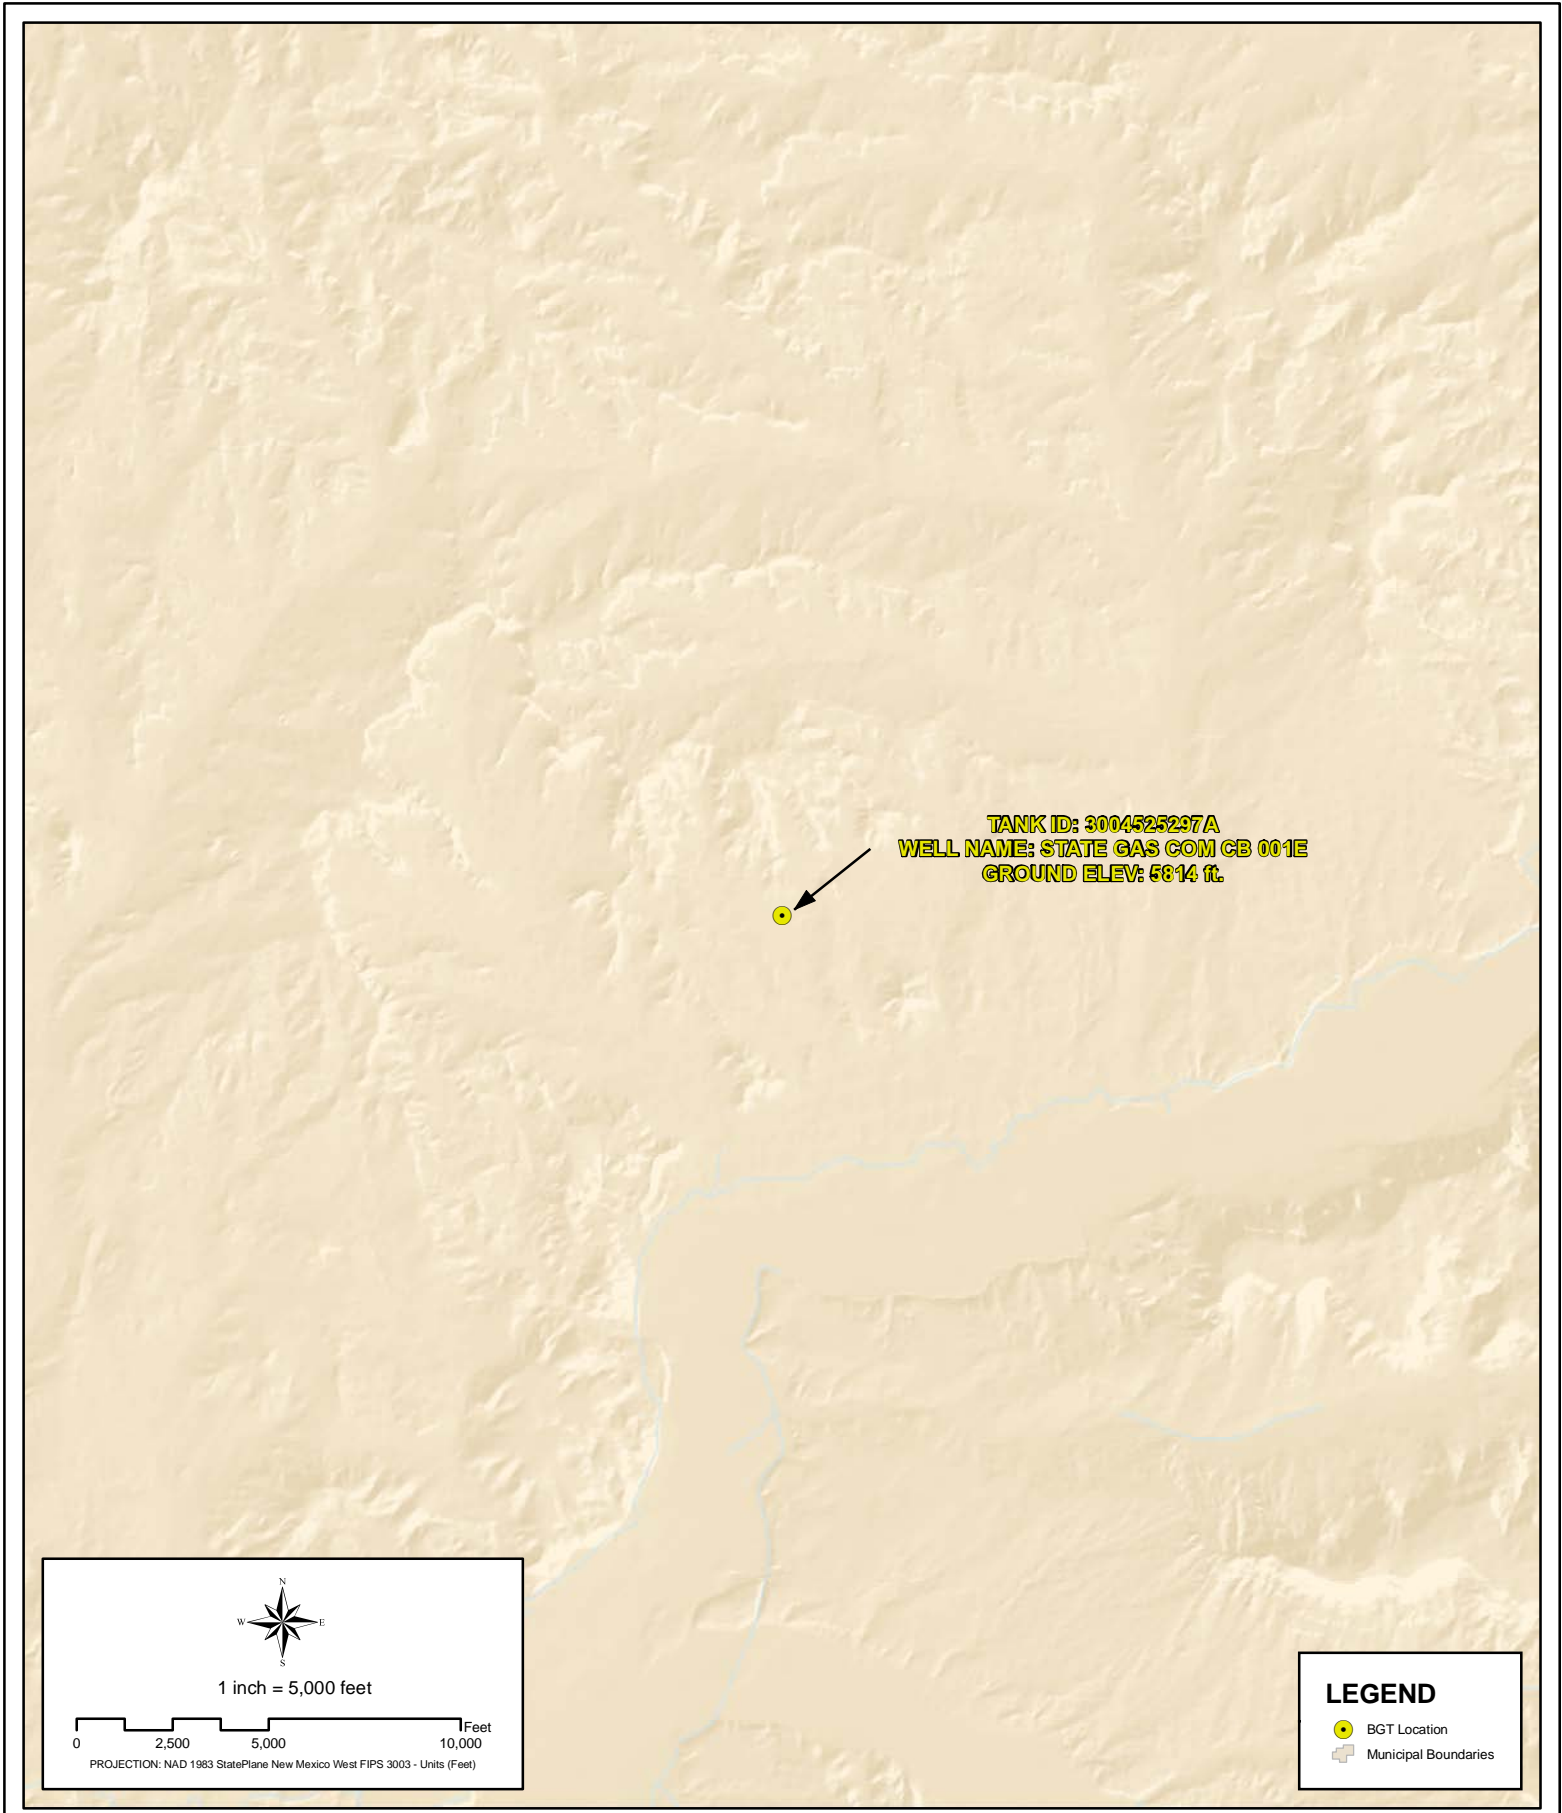 TANK ID: 3004525297A
WELL NAME: STATE GAS COM CB 001E
GROUND ELEV: 5814 ft.
N
W
E
S
1 inch = 5,000 feet
Feet
0
2,500
5,000
10,000
PROJECTION: NAD 1983 StatePlane New Mexico West FIPS 3003 - Units (Feet)
LEGEND
BGT Location
Municipal Boundaries